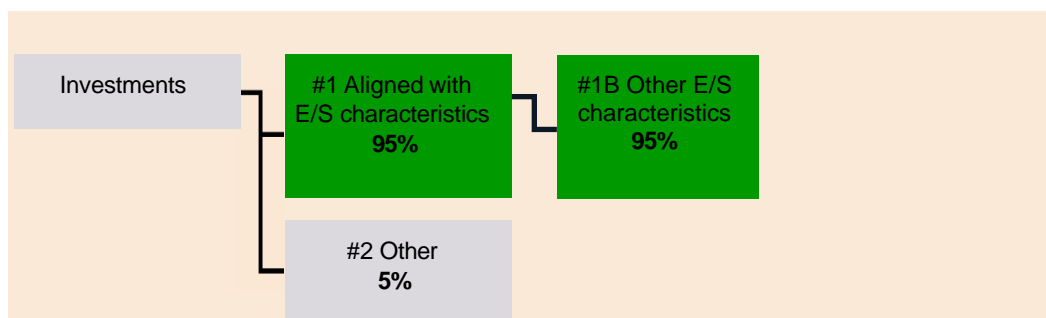 Investments
#1 Aligned with
E/S characteristics
95%
#1B Other E/S
characteristics
95%
#2 Other
5%